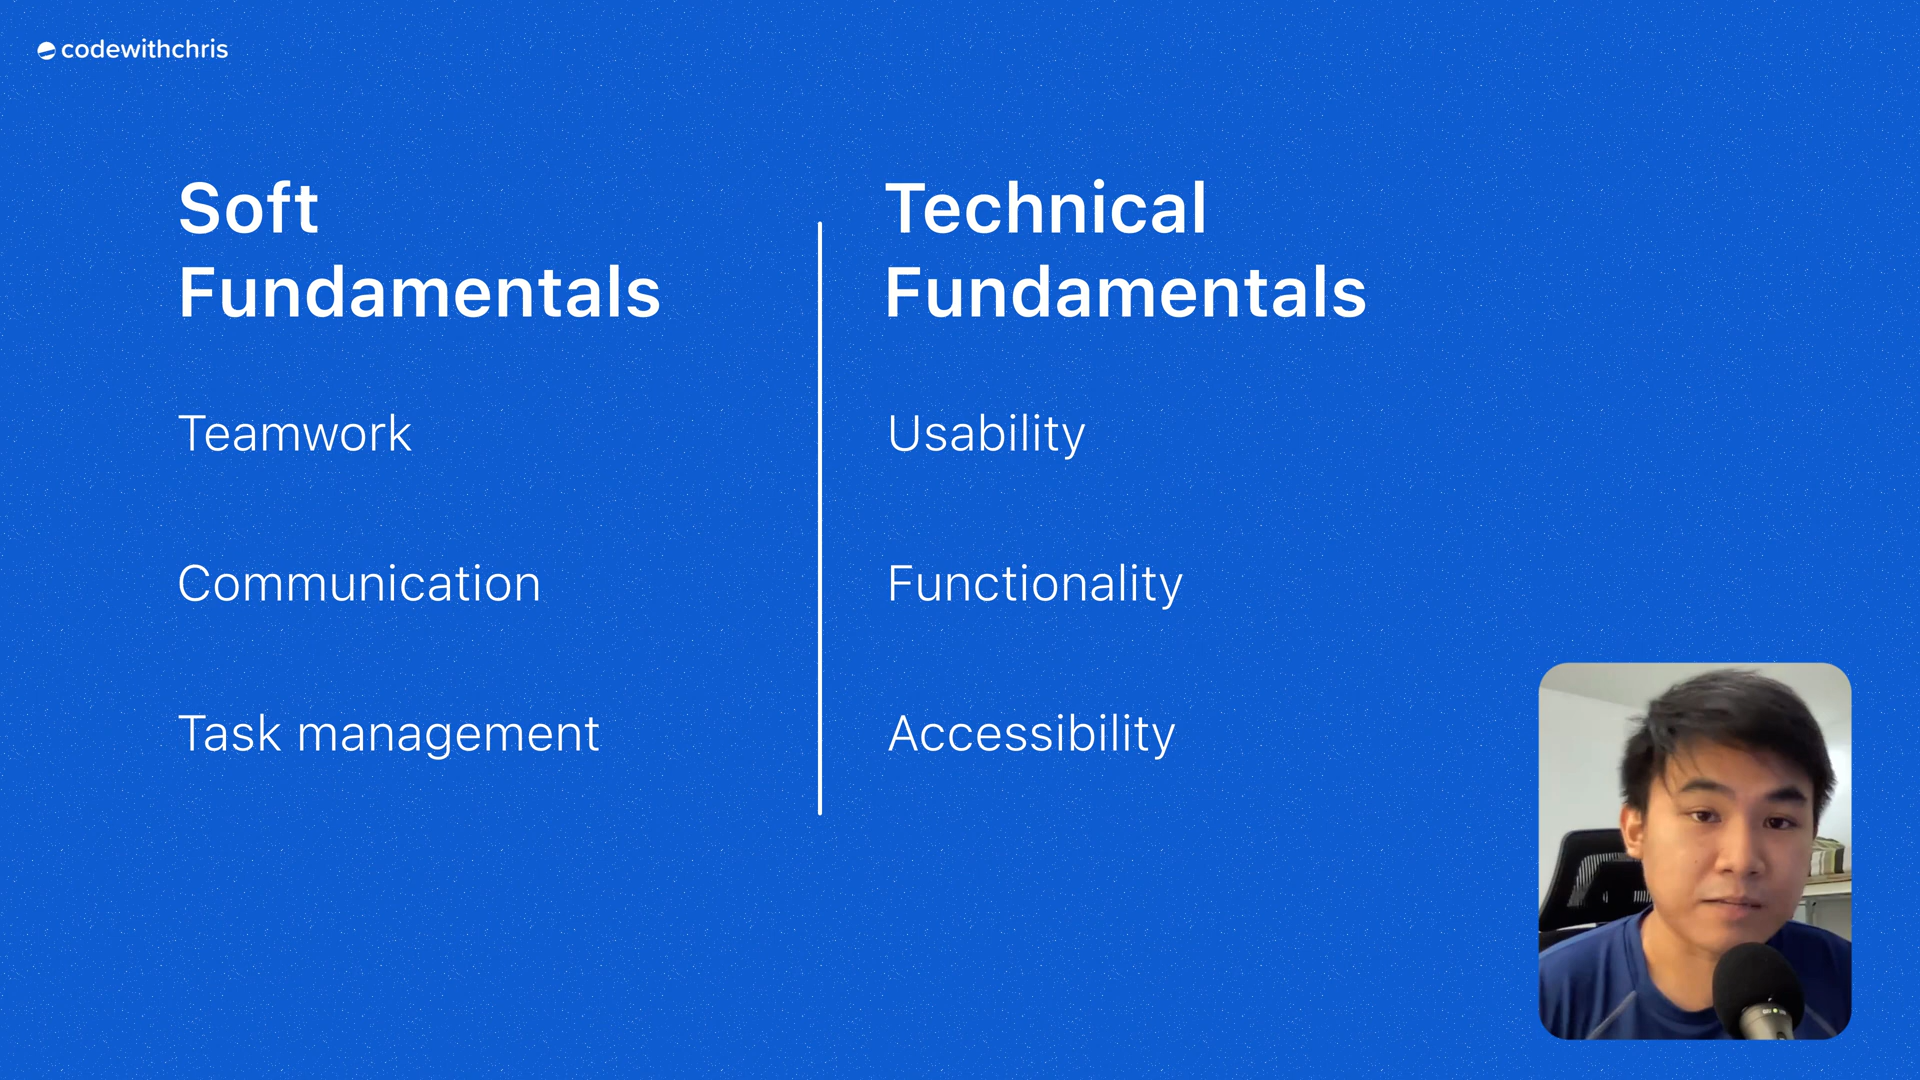 codewithchris
Soft
Fundamentals
Teamwork
Communication
Task management
Technical
Fundamentals
Usability
Functionality
Accessibility